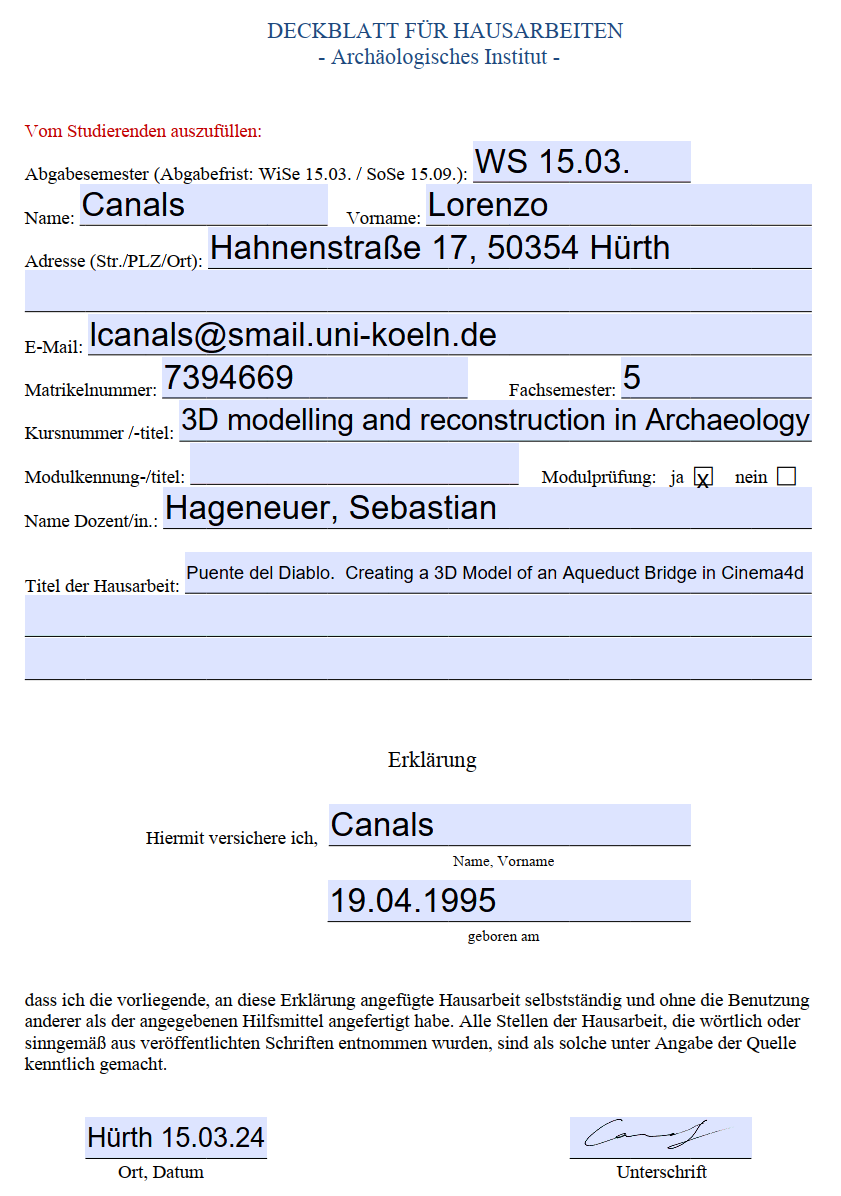 DECKBLATT FÜR HAUSARBEITEN
- Archäologisches Institut -
Vom Studierenden auszufüllen:
Abgabesemester (Abgabefrist: WiSe 15.03. / SoSe 15.09.): WS 15.03.
Name: Canals Vorname: Lorenzo
Adresse (Str./PLZ/Ort): Hahnenstraße 17, 50354 Hürth
E-Mail: lcanals@smail.uni-koeln.de
Matrikelnummer: 7394669 Fachsemester: 5
Kursnummer /-titel: 3D modelling and reconstruction in Archaeology
Modulkennung-/titel: Modulprüfung: ja x nein
Name Dozent/in.: Hageneuer, Sebastian
Titel der Hausarbeit: Puente del Diablo. Creating a 3D Model of an Aqueduct Bridge in Cinema4d
Erklärung
Hiermit versichere ich, Canals
Name, Vorname
19.04.1995
geboren am
dass ich die vorliegende, an diese Erklärung angefügte Hausarbeit selbstständig und ohne die Benutzung
anderer als der angegebenen Hilfsmittel angefertigt habe. Alle Stellen der Hausarbeit, die wörtlich oder
sinngemäß aus veröffentlichten Schriften entnommen wurden, sind als solche unter Angabe der Quelle
kenntlich gemacht.
Hürth 15.03.24
Ort, Datum Unterschrift